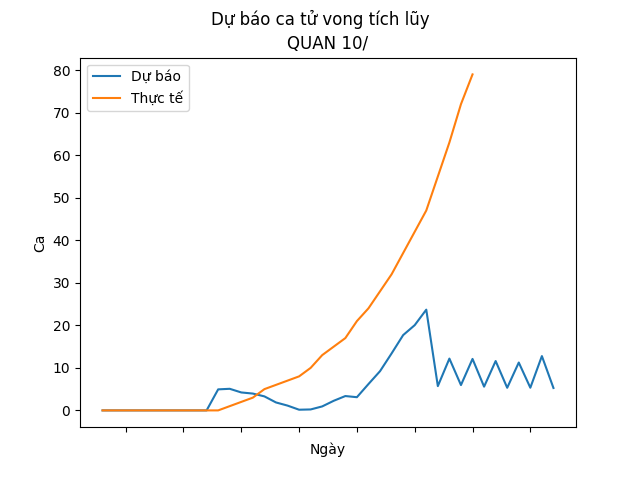 Dự báo ca tử vong tích lũy
QUAN 10/
Dự báo
Thực tế
80
70
60
50
40
30
20
10
0
Ca
Ngày